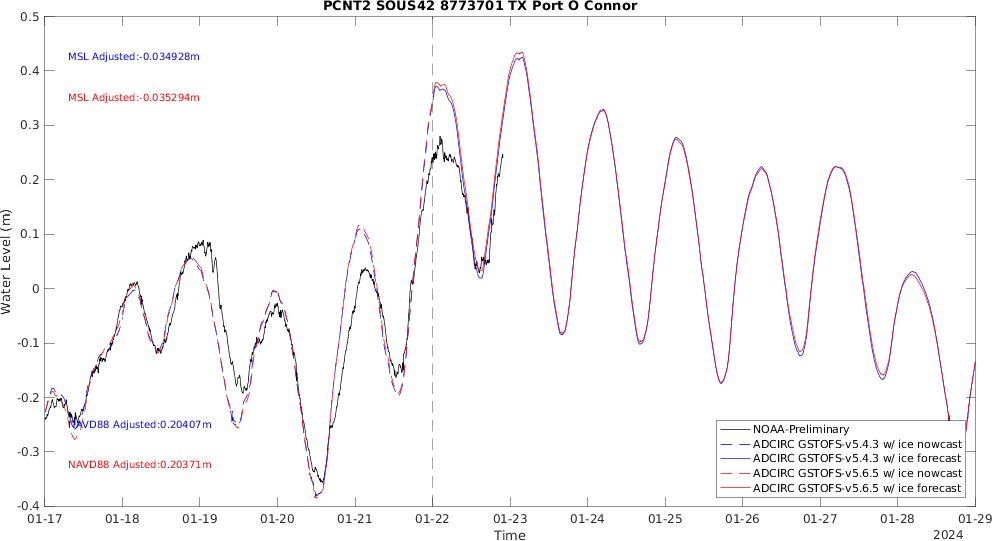 PCNT2 SOUS42 8773701 TX Port O Connor
0.5
0.4
0.3
0.2
0.1
0
-0.1
-0.2
-0.3
-0.4
Water Level (m)
MSL Adjusted:-0.034928m
MSL Adjusted:-0.035294m
NAVD88 Adjusted:0.20407m
NAVD88 Adjusted:0.20371m
NOAA-Preliminary
ADCIRC GSTOFS-v5.4.3 w/ ice nowcast
ADCIRC GSTOFS-v5.4.3 w/ ice forecast
ADCIRC GSTOFS-v5.6.5 w/ ice nowcast
ADCIRC GSTOFS-v5.6.5 w/ ice forecast
01-17 01-18 01-19 01-20 01-21 01-22 01-23 01-24 01-25 01-26 01-27 01-28 01-29
Time
2024